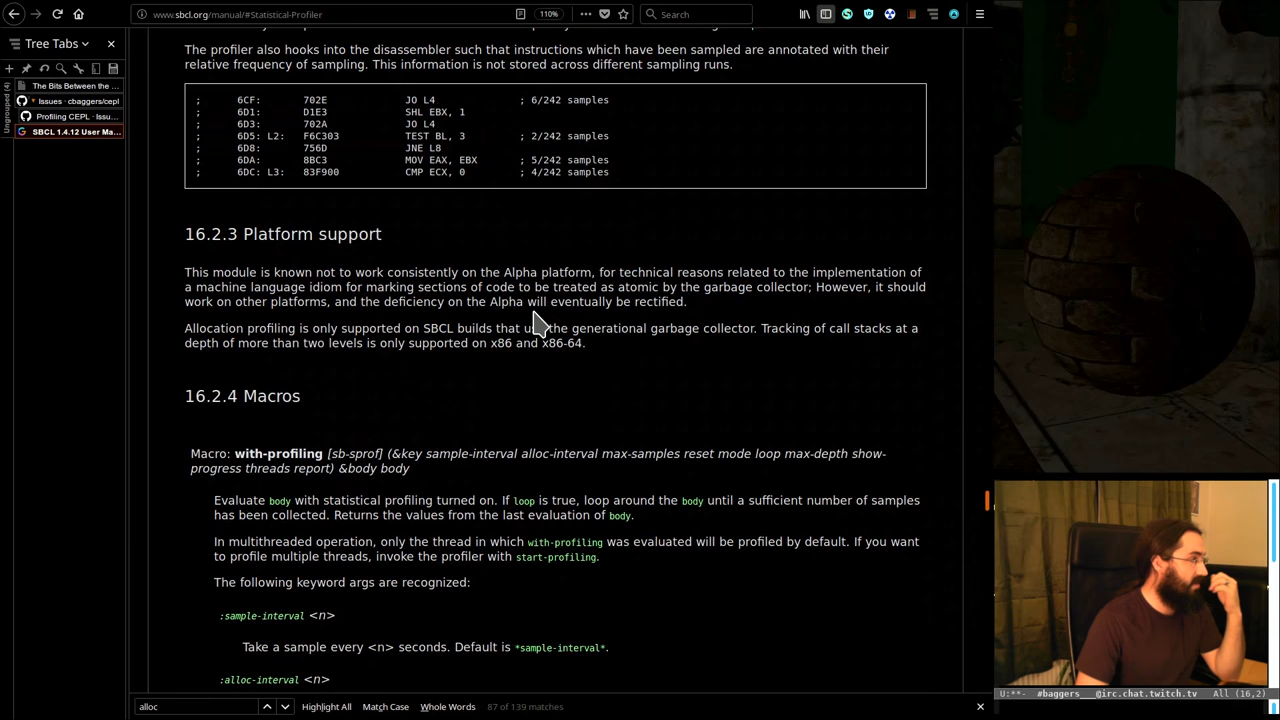 www.sbcl.org/manual/#Statistical-Profiler
110%
Search
Tree Tabs
Ungrouped (4)
The Bits Between the ...
Issues · cbaggers/cepl
Profiling CEPL · Issu...
SBCL 1.4.12 User Ma...
The profiler also hooks into the disassembler such that instructions which have been sampled are annotated with their
relative frequency of sampling. This information is not stored across different sampling runs.
; 6CF: 702E JO L4 ; 6/242 samples
; 6D1: D1E3 SHL EBX, 1
; 6D3: 702A JO L4
; 6D5: L2: F6C303 TEST BL, 3 ; 2/242 samples
; 6D8: 756D JNE L8
; 6DA: 8BC3 MOV EAX, EBX ; 5/242 samples
; 6DC: L3: 83F900 CMP ECX, 0 ; 4/242 samples
16.2.3 Platform support
This module is known not to work consistently on the Alpha platform, for technical reasons related to the implementation of
a machine language idiom for marking sections of code to be treated as atomic by the garbage collector; However, it should
work on other platforms, and the deficiency on the Alpha will eventually be rectified.
Allocation profiling is only supported on SBCL builds that the generational garbage collector. Tracking of call stacks at a
depth of more than two levels is only supported on x86 and x86-64.
16.2.4 Macros
Macro: with-profiling [sb-sprof] (&key sample-interval alloc-interval max-samples reset mode loop max-depth show-
progress threads report) &body body
Evaluate body with statistical profiling turned on. If loop is true, loop around the body until a sufficient number of samples
has been collected. Returns the values from the last evaluation of body.
In multithreaded operation, only the thread in which with-profiling was evaluated will be profiled by default. If you want
to profile multiple threads, invoke the profiler with start-profiling.
The following keyword args are recognized:
:sample-interval <n>
Take a sample every <n> seconds. Default is *sample-interval*.
:alloc-interval <n>
alloc
Highlight All
Match Case
Whole Words
87 of 139 matches
U:**- #baggers___@irc.chat.twitch.tv All (16,2)